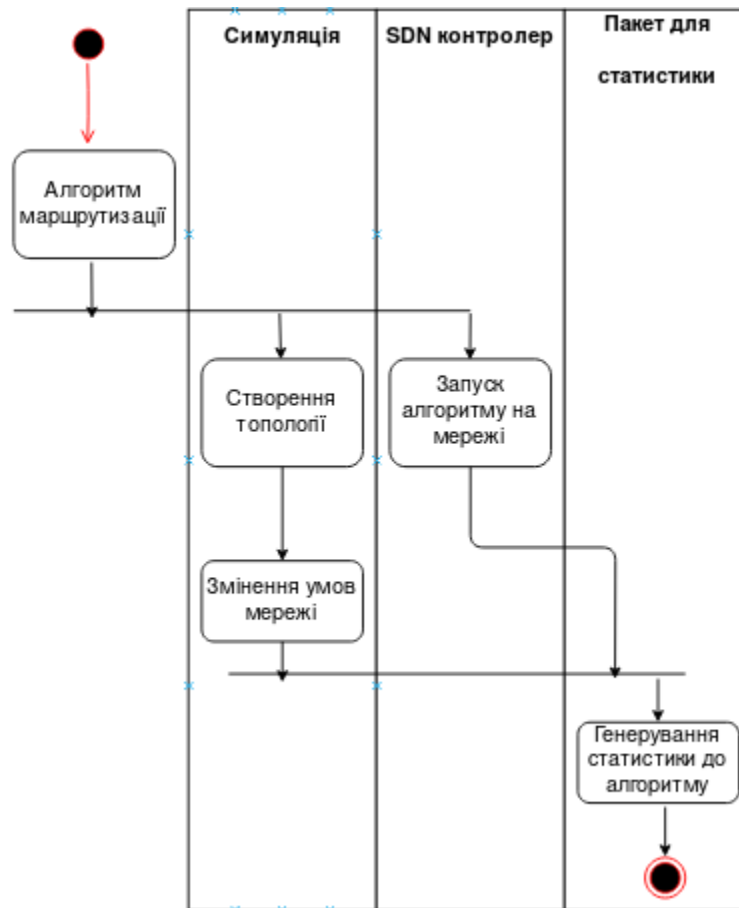 Симуляція
SDN контролер
Пакет для
статистики
Алгоритм
маршрутизації
Створення
топології
Запуск
алгоритму на
мережі
Змінення умов
мережі
Генерування
статистики до
алгоритму